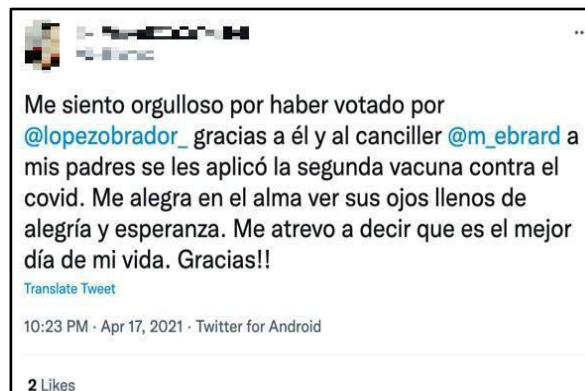 Me siento orgulloso por haber votado por
@lopezobrador_ gracias a él y al canciller @m_ebrard a
mis padres se les aplicó la segunda vacuna contra el
covid. Me alegra en el alma ver sus ojos llenos de
alegría y esperanza. Me atrevo a decir que es el mejor
día de mi vida. Gracias!!
Translate Tweet
10:23 PM · Apr 17, 2021 · Twitter for Android
2 Likes